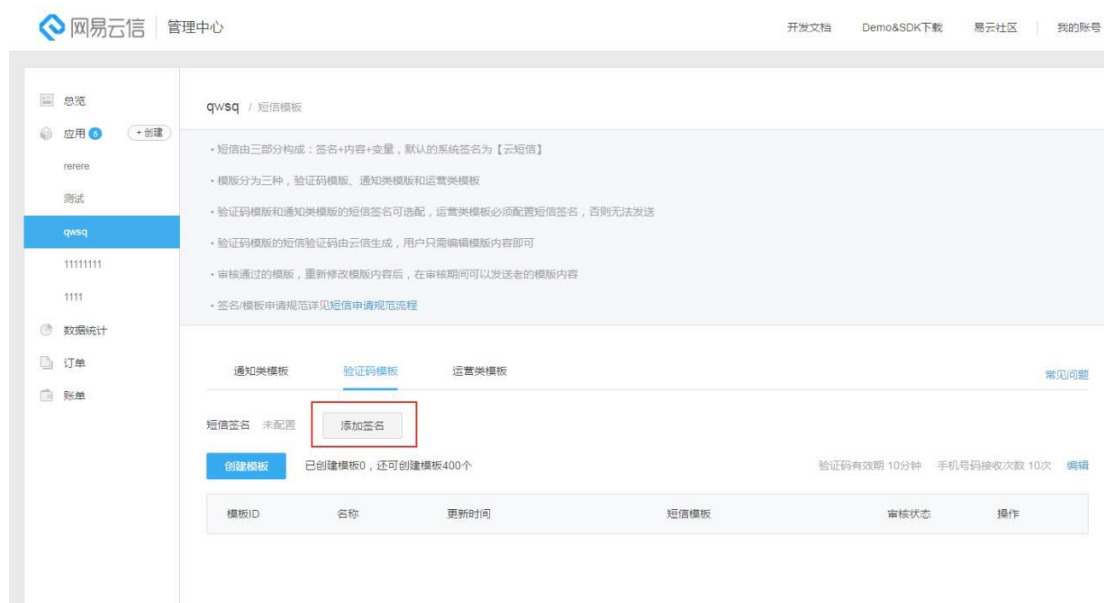 网易云信 管理中心 开发文档 Demo&SDK下载 易云社区 我的账号
总览
应用 5 +创建
rerere
测试
qwsq
11111111
1111
数据统计
订单
账单
qwsq / 短信模板
•短信由三部分构成:签名+内容+变量,默认的系统签名为【云短信】
•模版分为三种,验证码模版、通知类模版和运营类模板
•验证码模版和通知类模版的短信签名可选配,运营类模板必须配置短信签名,否则无法发送
•验证码模版的短信验证码由云信生成,用户只需编辑模版内容即可
•审核通过的模版,重新修改模版内容后,在审核期间可以发送老的模版内容
•签名/模板申请规范详见短信申请规范流程
通知类模板 验证码模板 运营类模板 常见问题
短信签名 未配置 添加签名
创建模板 已创建模板0,还可创建模板400个 验证码有效期 10分钟 手机号码接收次数 10次 编辑
模板ID 名称 更新时间 短信模板 审核状态 操作